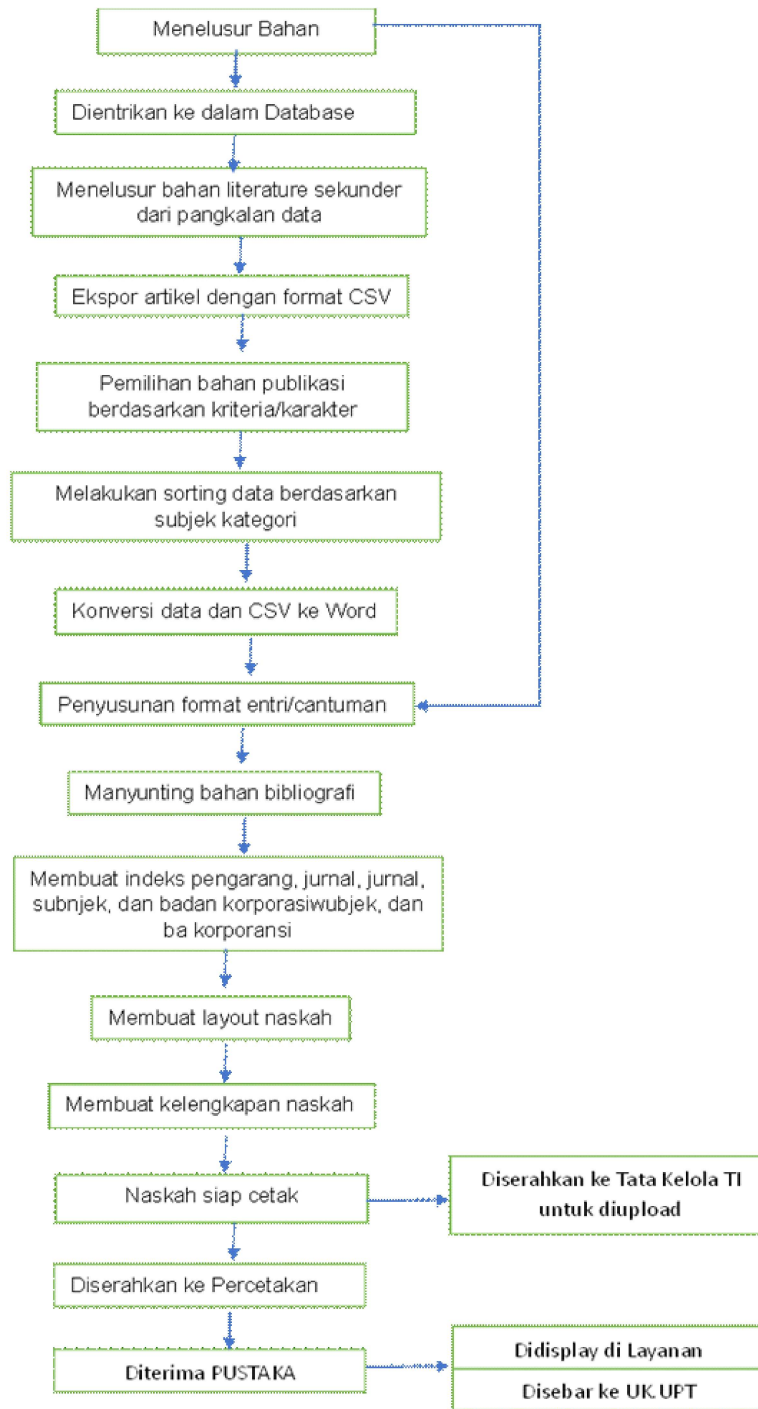 Menelusur Bahan
Dientrikan ke dalam Database
Menelusur bahan literature sekunder
dari pangkalan data
Ekspor artikel dengan format CSV
Pemilihan bahan publikasi
berdasarkan kriteria/karakter
Melakukan sorting data berdasarkan
subjek kategori
Konversi data dan CSV ke Word
Penyusunan format entri/cantuman
Manyunting bahan bibliografi
Membuat indeks pengarang, jurnal, jurnal,
subnjek, dan badan korporasiwubjek, dan
ba korporansi
Membuat layout naskah
Membuat kelengkapan naskah
Naskah siap cetak
Diserahkan ke Tata Kelola TI
untuk diupload
Diserahkan ke Percetakan
Diterima PUSTAKA
Didisplay di Layanan
Disebar ke UK.UPT